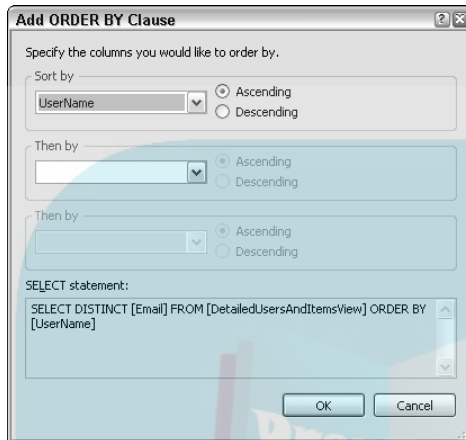 Add ORDER BY Clause
Specify the columns you would like to order by.
Sort by
UserName
Ascending
Descending
Then by
Ascending
Descending
Then by
Ascending
Descending
SELECT statement:
SELECT DISTINCT [Email] FROM [DetailedUsersAndItemsView] ORDER BY
[UserName]
OK
Cancel